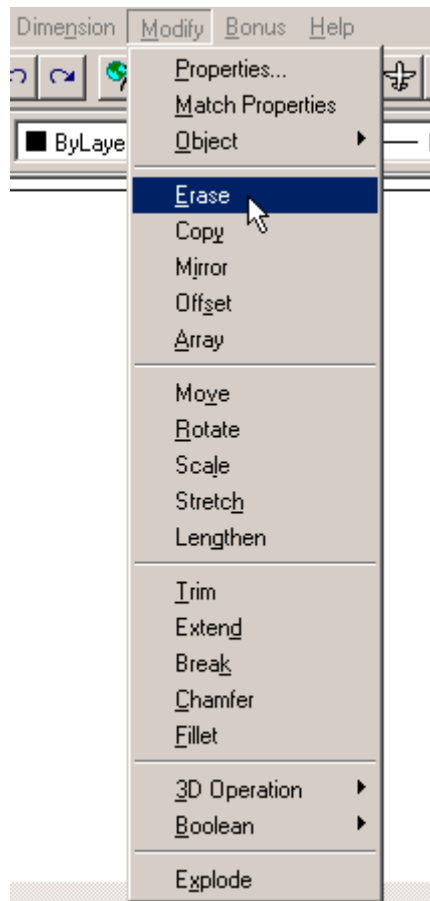 Dimension Modify Bonus Help
Properties...
Match Properties
ByLaye
Object
Erase
Copy
Mirror
Offset
Array
Move
Rotate
Scale
Stretch
Lengthen
Trim
Extend
Break
Chamfer
Fillet
3D Operation
Boolean
Explode